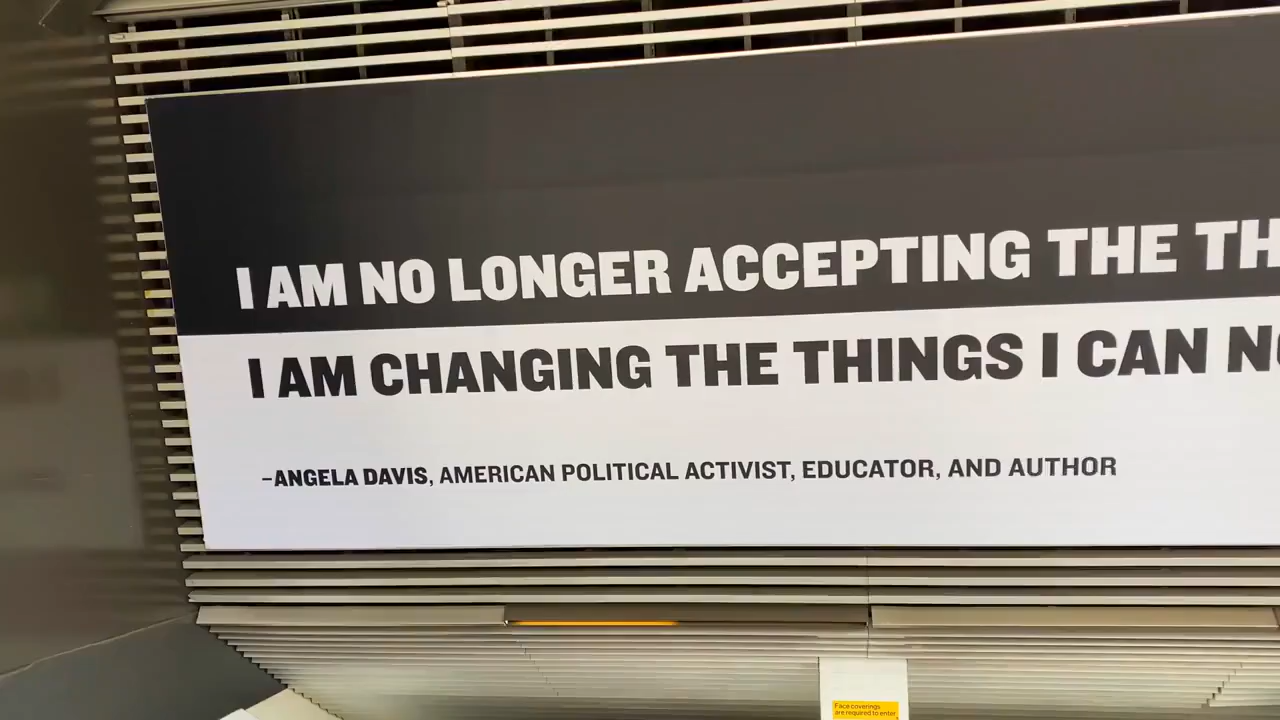 I AM NO LONGER ACCEPTING THE TH
I AM CHANGING THE THINGS I CAN N
–ANGELA DAVIS, AMERICAN POLITICAL ACTIVIST, EDUCATOR, AND AUTHOR
Face coverings
are required to enter